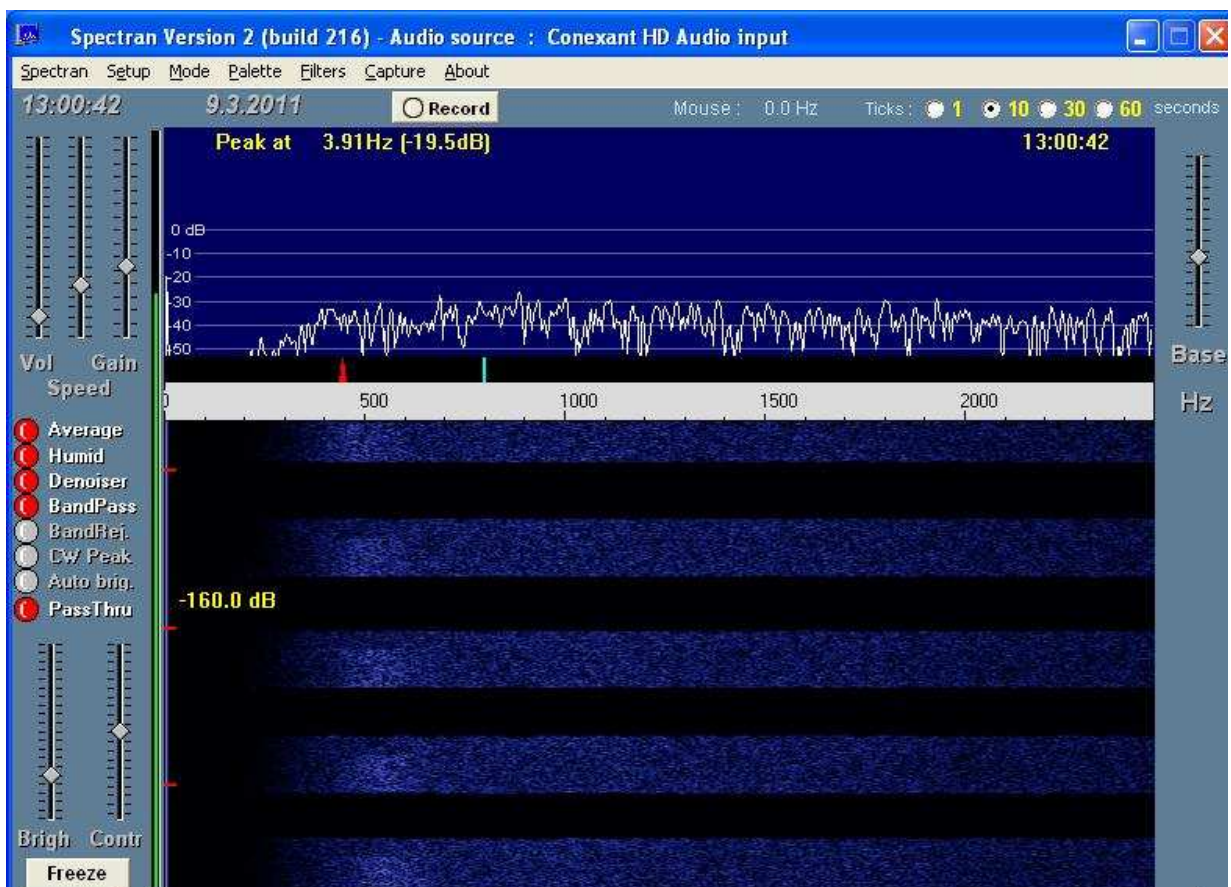 Spectran Version 2 (build 216) - Audio source : Conexant HD Audio input
Spectran Setup Mode Palette Filters Capture About
13:00:42 9.3.2011 Record Mouse : 0.0 Hz Ticks : 1 10 30 60 seconds
Peak at 3.91Hz (-19.5dB) 13:00:42
0 dB
-10
-20
-30
-40
-50
Vol Gain
Speed
Base
0 500 1000 1500 2000
Hz
Average
Humid
Denoiser
BandPass
BandRej.
CW Peak
Auto brig.
PassThru
-160.0 dB
Brigh Contr
Freeze